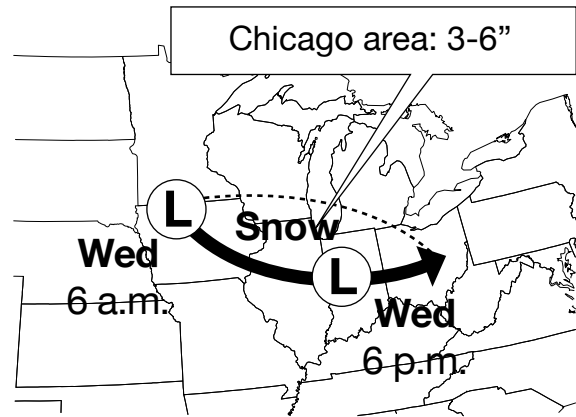 Chicago area: 3-6”
L
Snow
Wed
6 a.m.
L
Wed
6 p.m.